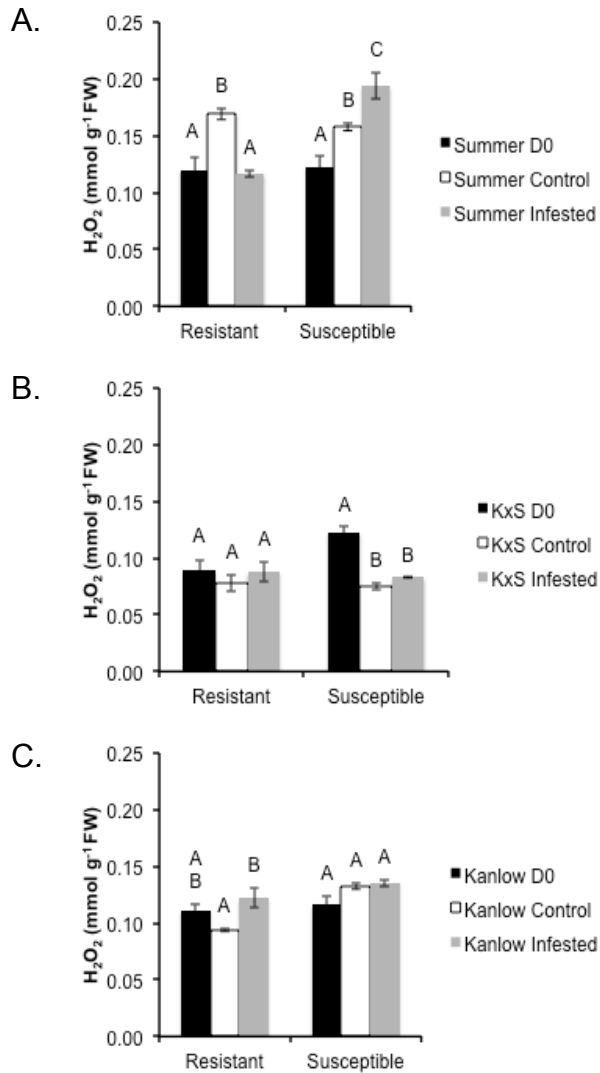 A.
H₂O₂ (mmol g⁻¹ FW)
0.25
0.20
0.15
0.10
0.05
0.00
A
B
A
A
B
C
Resistant
Susceptible
Summer D0
Summer Control
Summer Infested
B.
H₂O₂ (mmol g⁻¹ FW)
0.25
0.20
0.15
0.10
0.05
0.00
A
A
A
A
B
B
Resistant
Susceptible
KxS D0
KxS Control
KxS Infested
C.
H₂O₂ (mmol g⁻¹ FW)
0.25
0.20
0.15
0.10
0.05
0.00
A
B
A
B
A
A
A
Resistant
Susceptible
Kanlow D0
Kanlow Control
Kanlow Infested